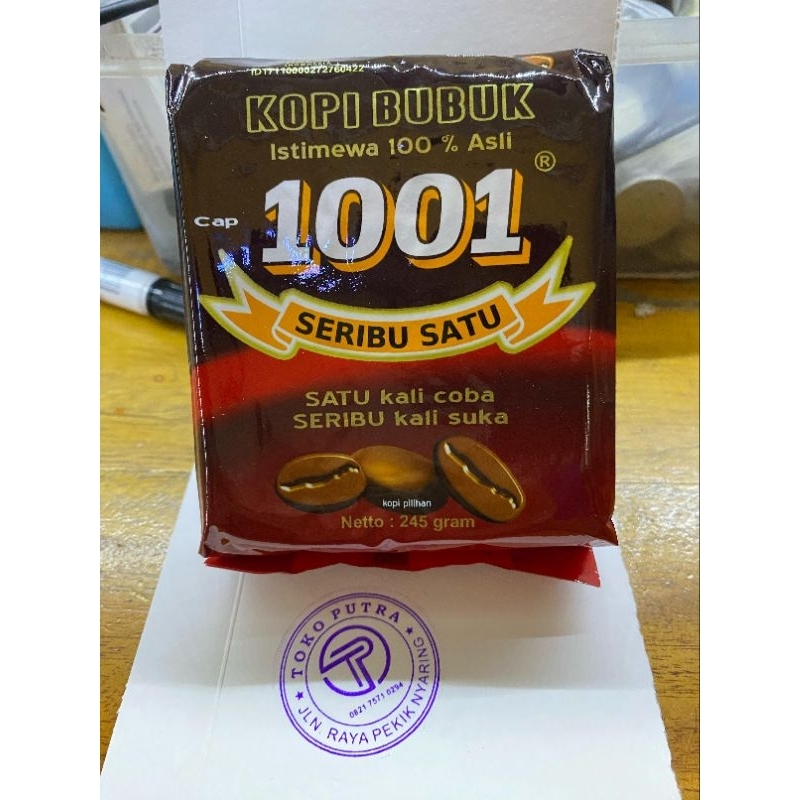 ID1711000272760422
KOPI BUBUK
Istimewa 100 % Asli
Cap 1001 ®
SERIBU SATU
SATU kali coba
SERIBU kali suka
kopi pilihan
Netto : 245 gram
TOKO PUTRA
0821 7571 0294
JLN. RAYA PEKIK NYARING